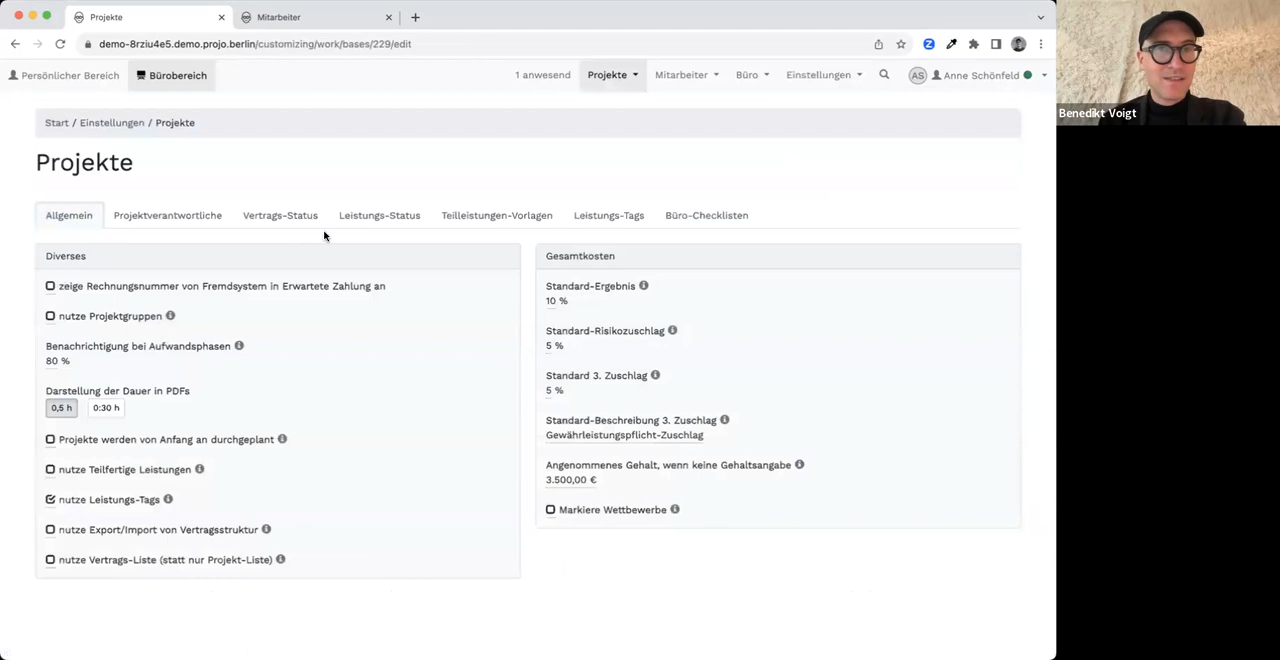 Projekte
Mitarbeiter
demo-8rziu4e5.demo.projo.berlin/customizing/work/bases/229/edit
Persönlicher Bereich
Bürobereich
1 anwesend
Projekte
Mitarbeiter
Büro
Einstellungen
AS
Anne Schönfeld
Benedikt Voigt
Start / Einstellungen / Projekte
Projekte
Allgemein
Projektverantwortliche
Vertrags-Status
Leistungs-Status
Teilleistungen-Vorlagen
Leistungs-Tags
Büro-Checklisten
Diverses
zeige Rechnungsnummer von Fremdsystem in Erwartete Zahlung an
nutze Projektgruppen
Benachrichtigung bei Aufwandsphasen
80 %
Darstellung der Dauer in PDFs
0,5 h
0:30 h
Projekte werden von Anfang an durchgeplant
nutze Teilfertige Leistungen
nutze Leistungs-Tags
nutze Export/Import von Vertragsstruktur
nutze Vertrags-Liste (statt nur Projekt-Liste)
Gesamtkosten
Standard-Ergebnis
10 %
Standard-Risikozuschlag
5 %
Standard 3. Zuschlag
5 %
Standard-Beschreibung 3. Zuschlag
Gewährleistungspflicht-Zuschlag
Angenommenes Gehalt, wenn keine Gehaltsangabe
3.500,00 €
Markiere Wettbewerbe